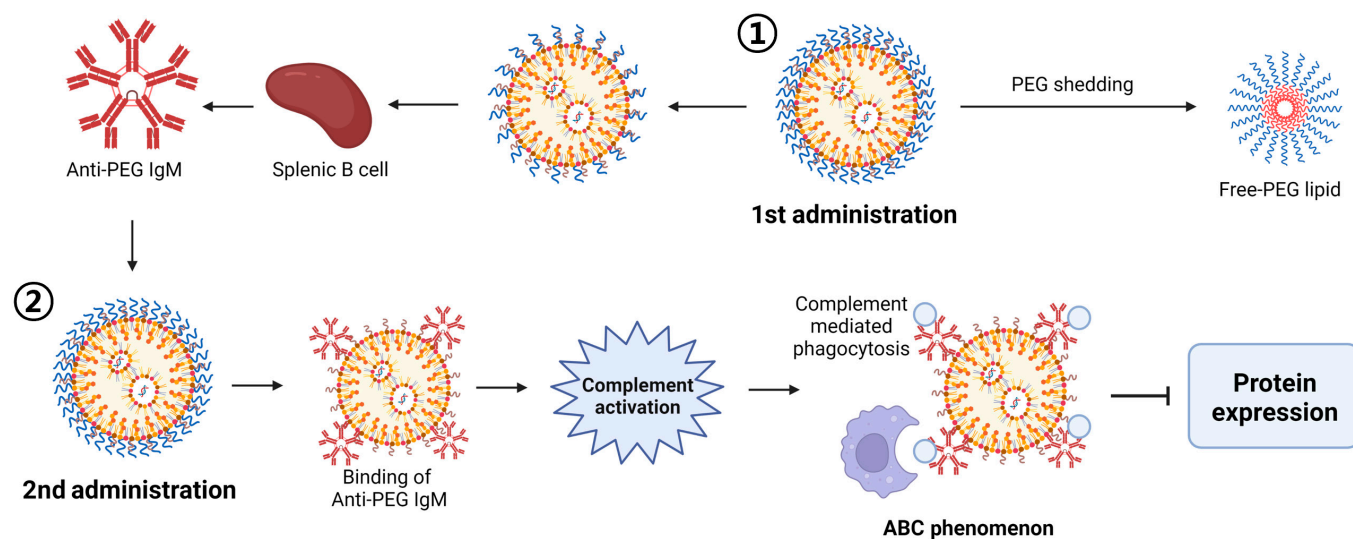 ①
PEG shedding
Anti-PEG IgM
Splenic B cell
Free-PEG lipid
1st administration
②
Complement
mediated
phagocytosis
Complement
activation
Protein
expression
Binding of
Anti-PEG IgM
2nd administration
ABC phenomenon